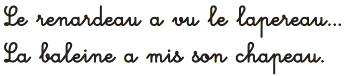 Le renardeau a vu le lapereau...
La baleine a mis son chapeau.